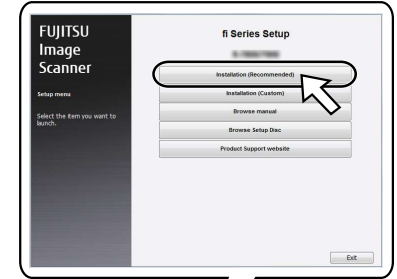 FUJITSU
Image
Scanner
Setup menu
Select the item you want to
launch.
fi Series Setup
Installation (Recommended)
Installation (Custom)
Browse manual
Browse Setup Disc
Product Support website
Exit